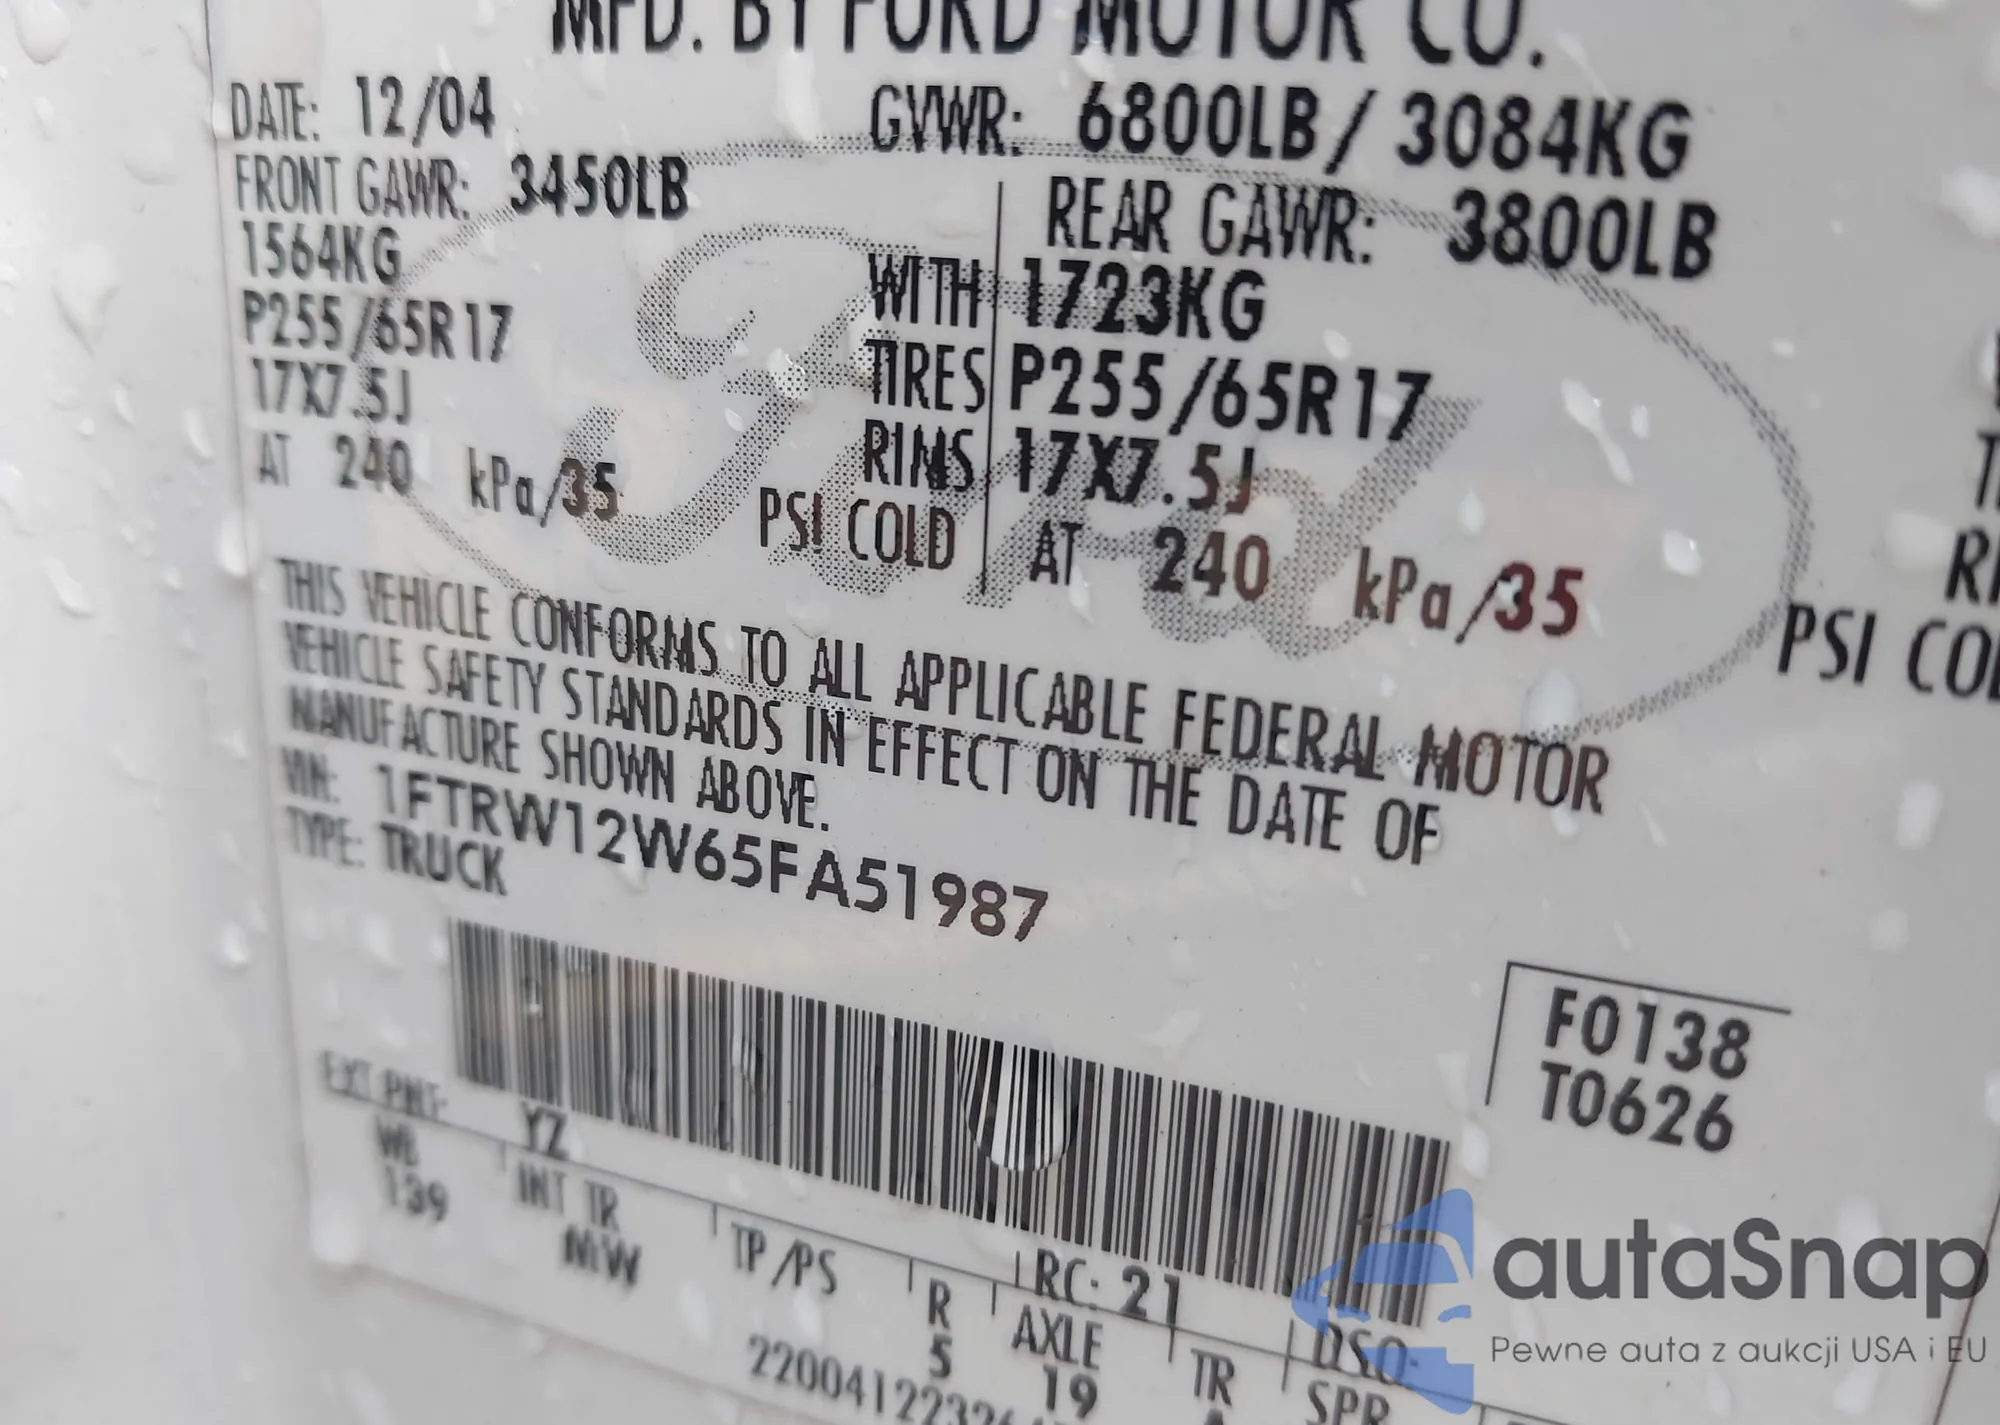 MFD. BY FORD MOTOR CO.
DATE: 12/04 GVWR: 6800LB/ 3084KG
FRONT GAWR: 3450LB REAR GAWR: 3800LB
1564KG WITH 1723KG
P255/65R17 TIRES P255/65R17
17X7.5J RIMS 17X7.5J
AT 240 kPa/35 PSI COLD AT 240 kPa/35 PSI
THIS VEHICLE CONFORMS TO ALL APPLICABLE FEDERAL MOTOR
VEHICLE SAFETY STANDARDS IN EFFECT ON THE DATE OF
MANUFACTURE SHOWN ABOVE.
VIN: 1FTRW12W65FA51987
TYPE: TRUCK
F0138
T0626
EXT PNT: YZ RC: 21 DSO:
WB INT TR TP/PS R AXLE TR SPR
139 MW 5 19
Ford
autaSnap
Pewne auta z aukcji USA i EU